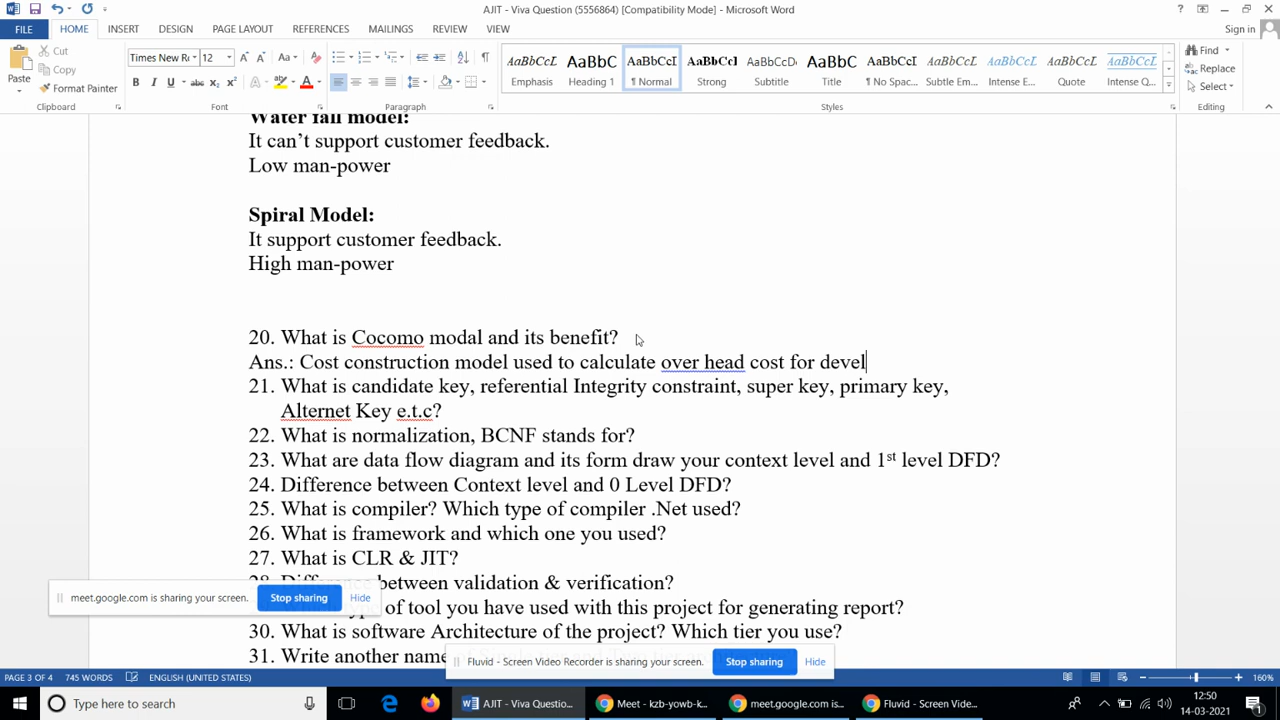 AJIT - Viva Question (5556864) [Compatibility Mode] - Microsoft Word
Sign in
FILE HOME INSERT DESIGN PAGE LAYOUT REFERENCES MAILINGS REVIEW VIEW
Paste
Cut
Copy
Format Painter
Clipboard
Times New Ro 12
Font
Paragraph
AaBbCcL AaBbC AaBbCcI AaBbCcl AaBbCcD AaBbC AaBbCcI AaBbCcL AaBbCcL AaBbCcL AaBbCcL
Emphasis Heading 1 ¶ Normal Strong Subtitle Title ¶ No Spac... Subtle Em... Intense E... Quote Intense Q...
Styles
Find
Replace
Select
Editing
Water fall model:
It can't support customer feedback.
Low man-power
Spiral Model:
It support customer feedback.
High man-power
20. What is Cocomo modal and its benefit?
Ans.: Cost construction model used to calculate over head cost for devel
21. What is candidate key, referential Integrity constraint, super key, primary key,
Alternet Key e.t.c?
22. What is normalization, BCNF stands for?
23. What are data flow diagram and its form draw your context level and 1st level DFD?
24. Difference between Context level and 0 Level DFD?
25. What is compiler? Which type of compiler .Net used?
26. What is framework and which one you used?
27. What is CLR & JIT?
28. Difference between validation & verification?
of tool you have used with this project for generating report?
30. What is software Architecture of the project? Which tier you use?
31. Write another name of
meet.google.com is sharing your screen. Stop sharing Hide
Fluvid - Screen Video Recorder is sharing your screen. Stop sharing Hide
PAGE 3 OF 4 745 WORDS ENGLISH (UNITED STATES) 160%
Type here to search
AJIT - Viva Questio...
Meet - kzb-yowb-k...
meet.google.com is...
Fluvid - Screen Vide...
12:50
14-03-2021